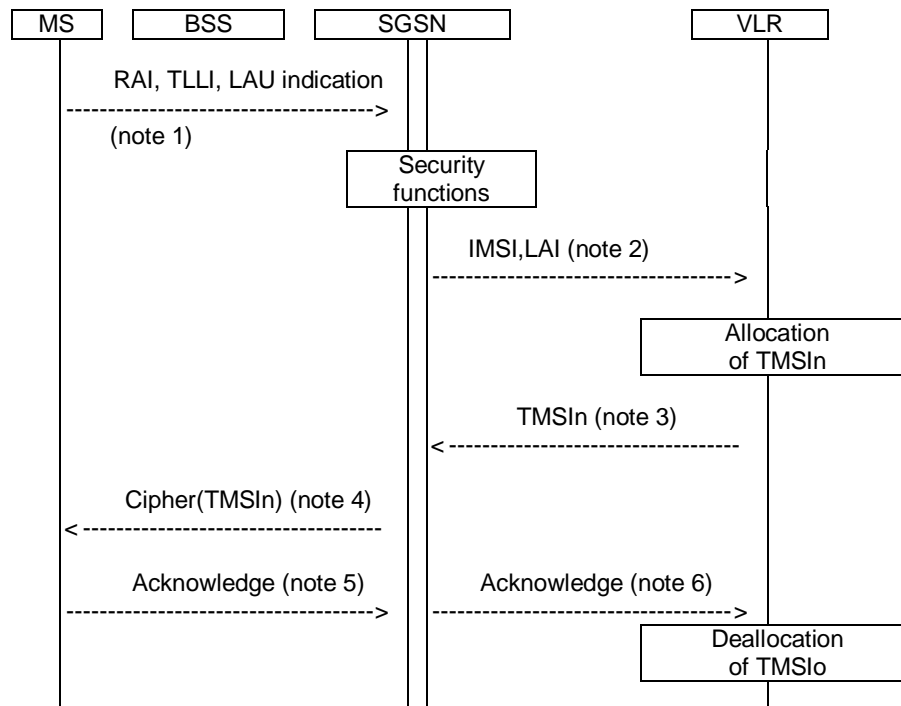 MS BSS SGSN VLR
RAI, TLLI, LAU indication
(note 1)
Security
functions
IMSI,LAI (note 2)
Allocation
of TMSIn
TMSIn (note 3)
Cipher(TMSIn) (note 4)
Acknowledge (note 5) Acknowledge (note 6)
Deallocation
of TMSIo